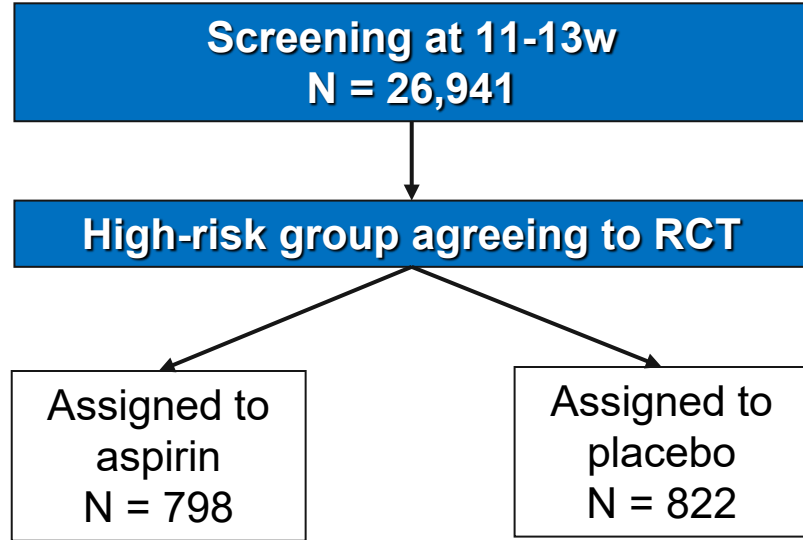 Screening at 11-13w
N = 26,941
High-risk group agreeing to RCT
Assigned to
aspirin
N = 798
Assigned to
placebo
N = 822